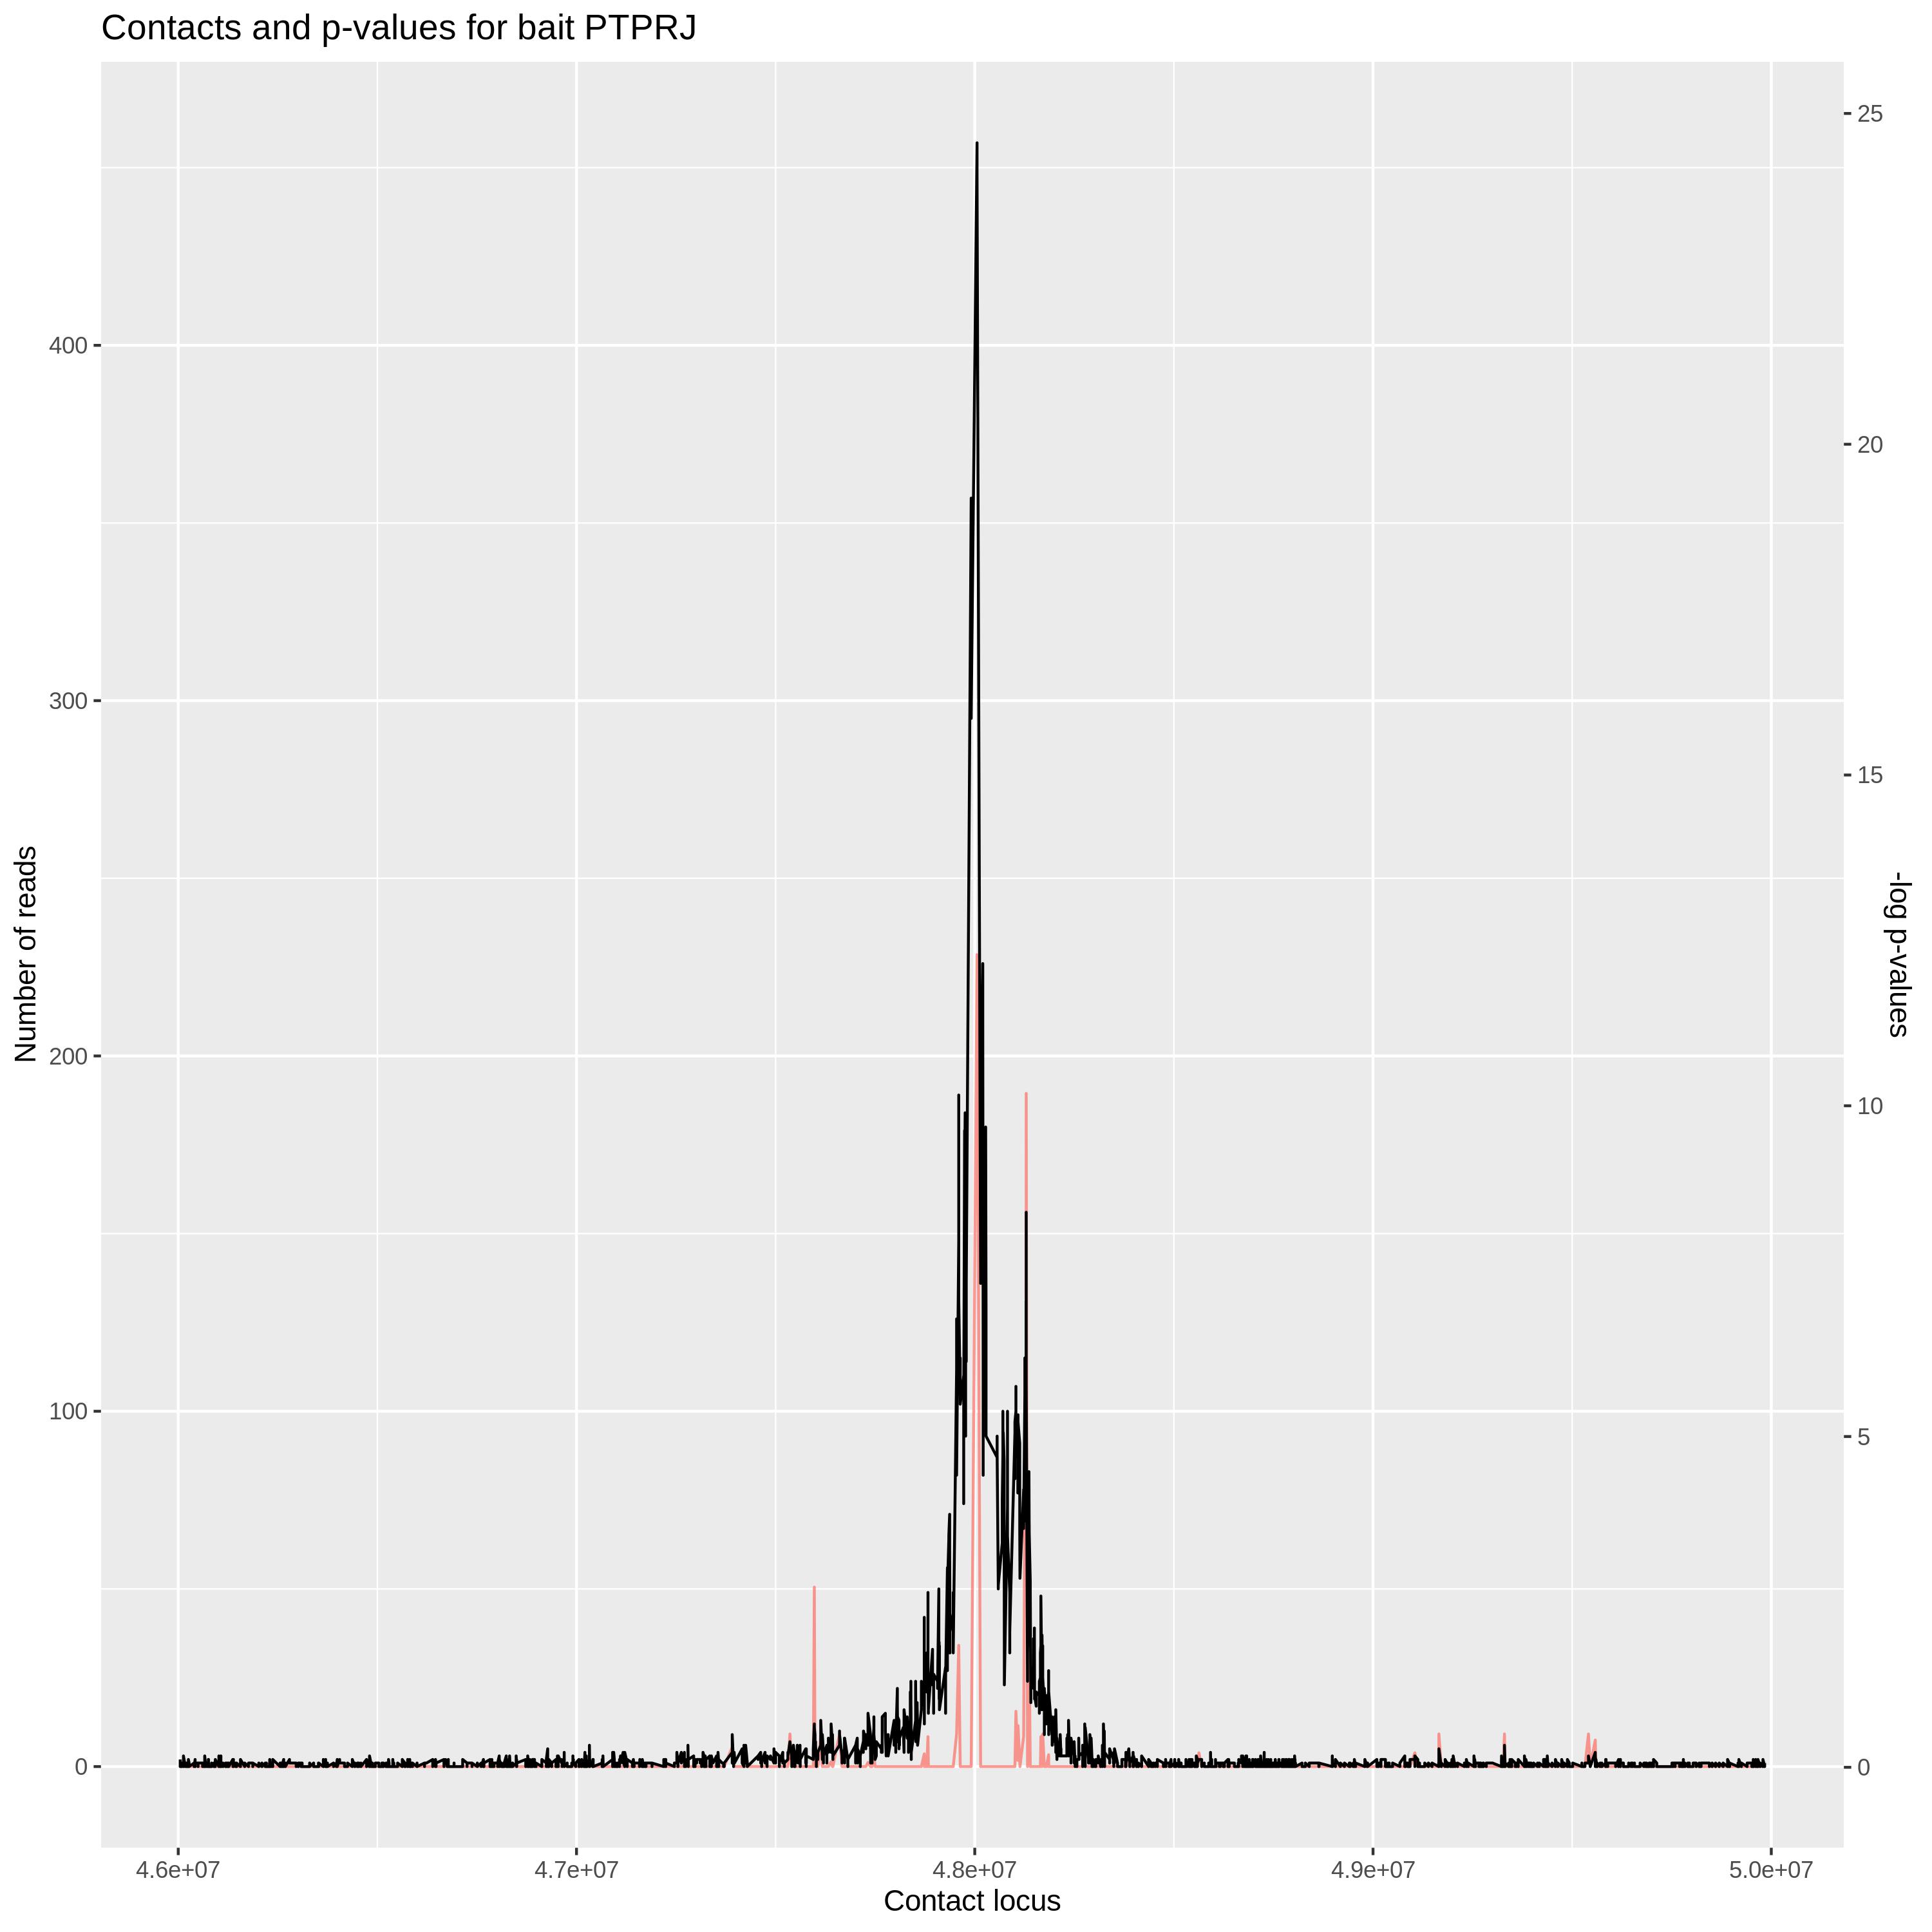 Contacts and p-values for bait PTPRJ
Number of reads
400
300
200
100
0
25
20
15
10
5
0
-log p-values
4.6e+07 4.7e+07 4.8e+07 4.9e+07 5.0e+07
Contact locus